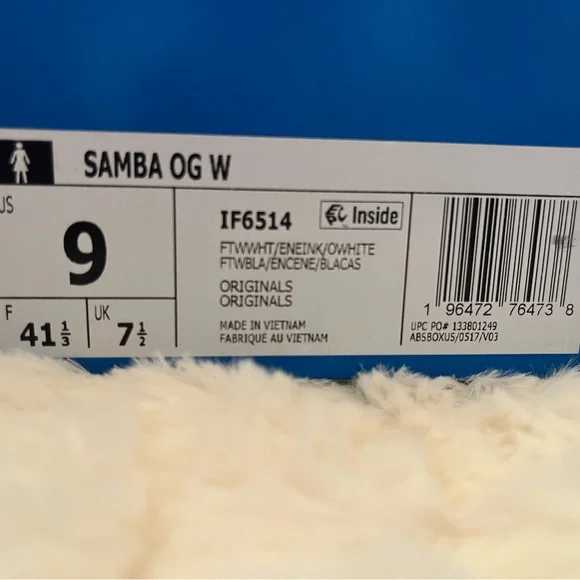 SAMBA OG W
US
9
F
41 1/3
UK
7 1/2
IF6514
Inside
FTWWHT/ENEINK/OWHITE
FTWBLA/ENCENE/BLACAS
ORIGINALS
ORIGINALS
MADE IN VIETNAM
FABRIQUE AU VIETNAM
1 96472 76473 8
UPC PO# 133801249
ABSBOXUS/0517/V03